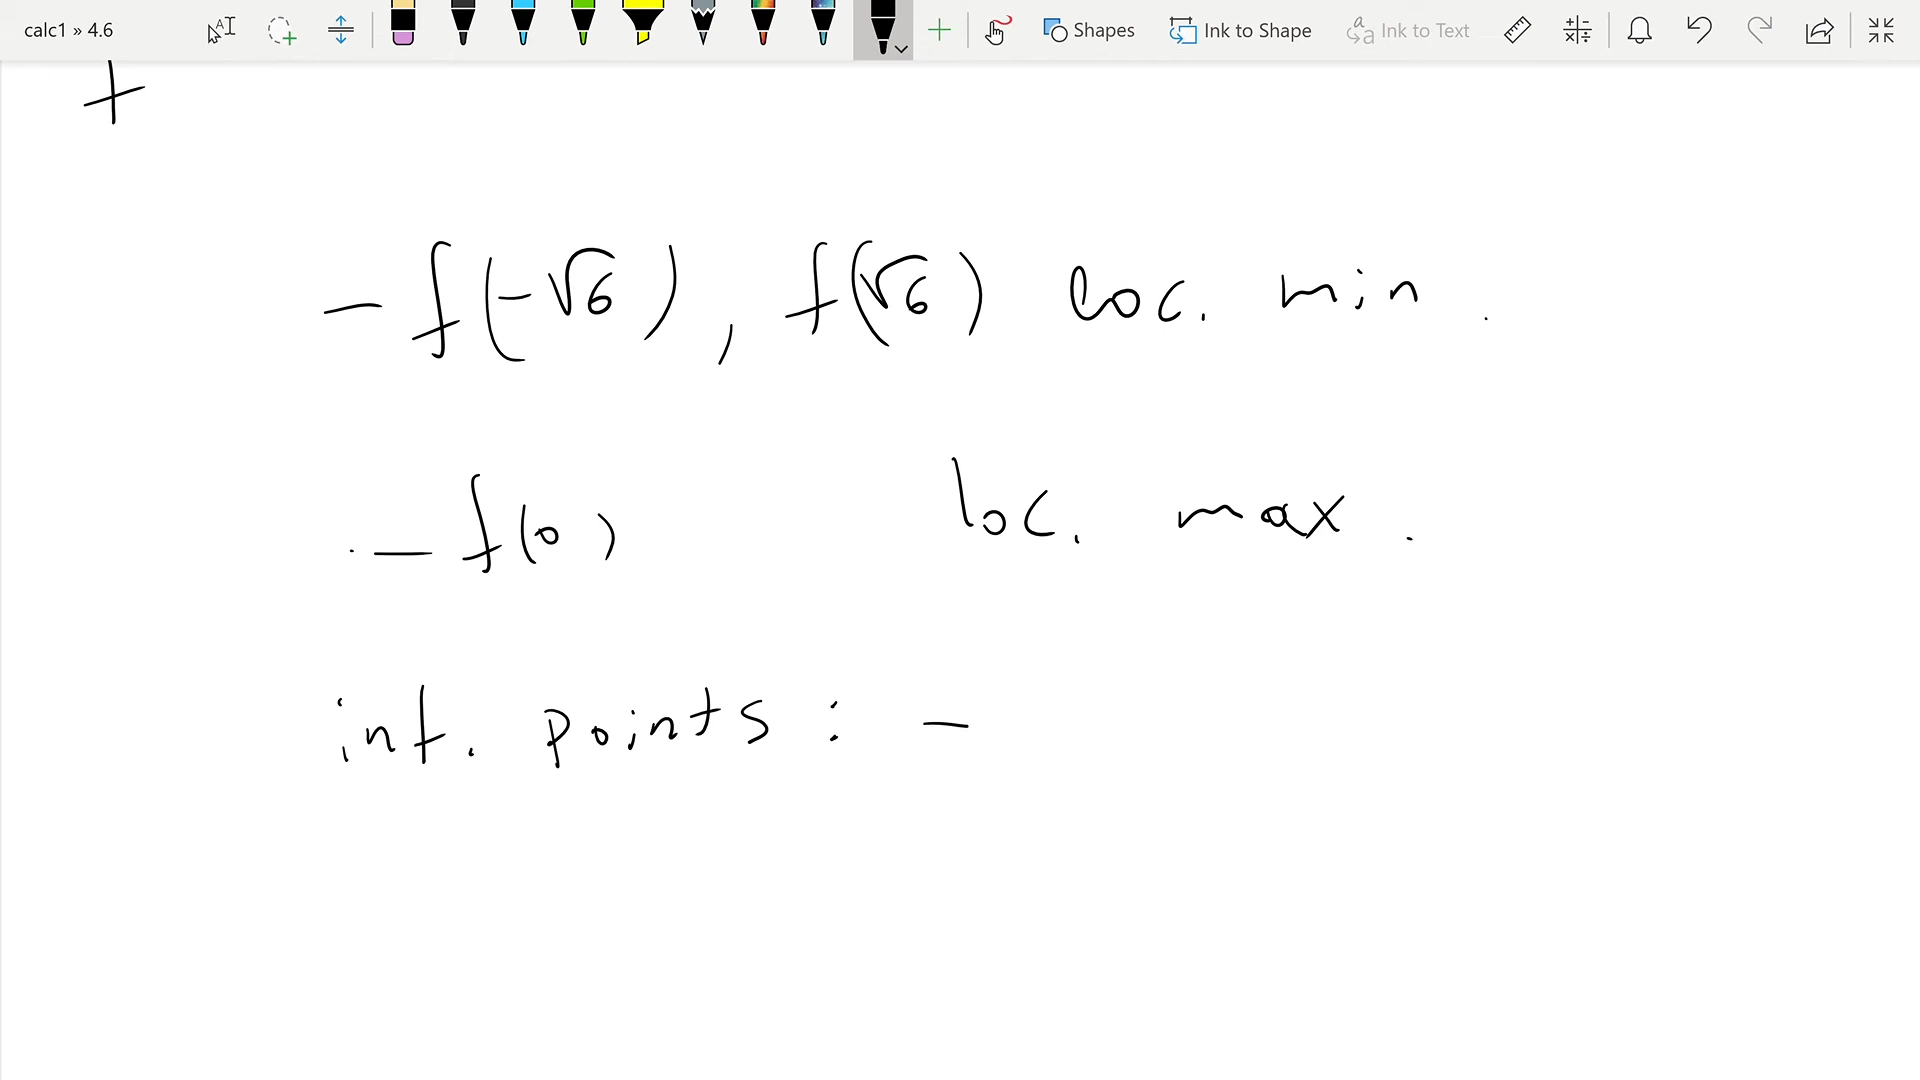 calc1 » 4.6 Shapes Ink to Shape Ink to Text
+
- f(-√6), f(√6) loc. min.
- f(0) loc. max.
inf. points : -